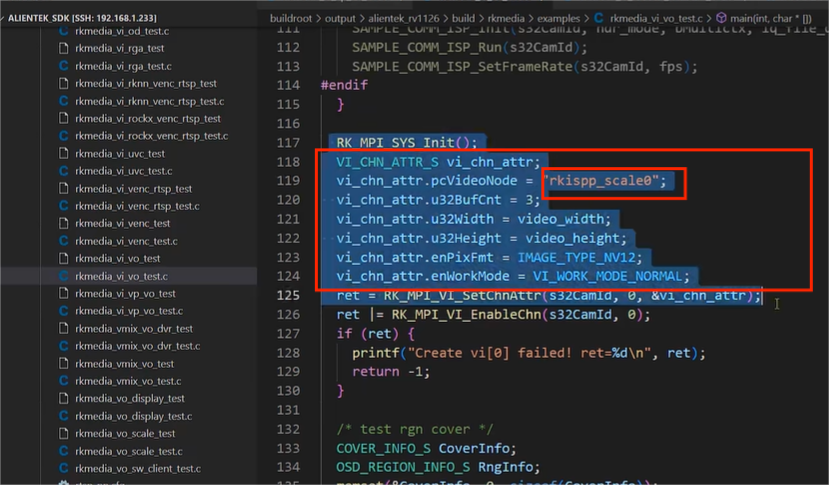 ALIENTEK_SDK [SSH: 192.168.1.233]
rkmedia_vi_od_test.c
rkmedia_vi_rga_test
rkmedia_vi_rga_test.c
rkmedia_vi_rknn_venc_rtsp_test
rkmedia_vi_rknn_venc_rtsp_test.c
rkmedia_vi_rockx_venc_rtsp_test
rkmedia_vi_rockx_venc_rtsp_test.c
rkmedia_vi_uvc_test
rkmedia_vi_uvc_test.c
rkmedia_vi_venc_rtsp_test
rkmedia_vi_venc_rtsp_test.c
rkmedia_vi_venc_test
rkmedia_vi_venc_test.c
rkmedia_vi_vo_test
rkmedia_vi_vo_test.c
rkmedia_vi_vp_vo_test
rkmedia_vi_vp_vo_test.c
rkmedia_vmix_vo_dvr_test
rkmedia_vmix_vo_dvr_test.c
rkmedia_vmix_vo_test
rkmedia_vmix_vo_test.c
rkmedia_vo_display_test
rkmedia_vo_display_test.c
rkmedia_vo_scale_test
rkmedia_vo_scale_test.c
rkmedia_vo_sw_client_test.c
buildroot > output > alientek_rv1126 > build > rkmedia > examples > C rkmedia_vi_vo_test.c > main(int, char * [])
111 SAMPLE_COMM_ISP_Init(s32CamId, hdr_mode, bMultictx, iq_file_
112 SAMPLE_COMM_ISP_Run(s32CamId);
113 SAMPLE_COMM_ISP_SetFrameRate(s32CamId, fps);
114 #endif
115 }
116
117 RK_MPI_SYS_Init();
118 VI_CHN_ATTR_S vi_chn_attr;
119 vi_chn_attr.pcVideoNode = "rkispp_scale0";
120 vi_chn_attr.u32BufCnt = 3;
121 vi_chn_attr.u32Width = video_width;
122 vi_chn_attr.u32Height = video_height;
123 vi_chn_attr.enPixFmt = IMAGE_TYPE_NV12;
124 vi_chn_attr.enWorkMode = VI_WORK_MODE_NORMAL;
125 ret = RK_MPI_VI_SetChnAttr(s32CamId, 0, &vi_chn_attr);
126 ret |= RK_MPI_VI_EnableChn(s32CamId, 0);
127 if (ret) {
128 printf("Create vi[0] failed! ret=%d\n", ret);
129 return -1;
130 }
131
132 /* test rgn cover */
133 COVER_INFO_S CoverInfo;
134 OSD_REGION_INFO_S RngInfo;